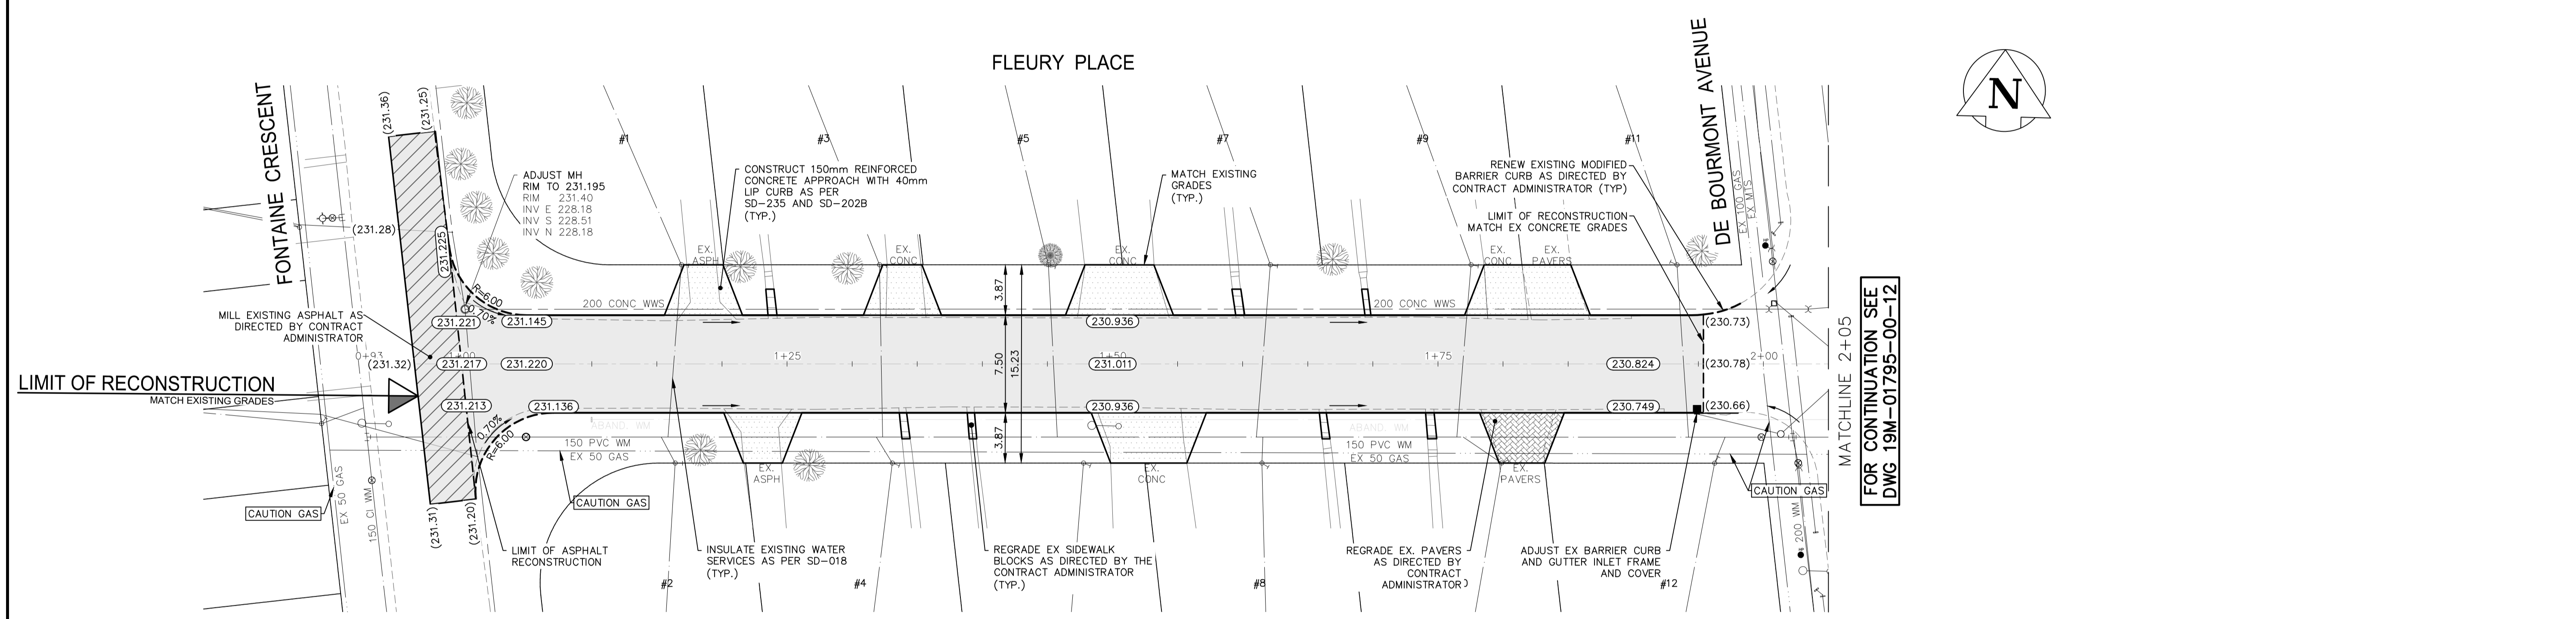 FLEURY PLACE
N
FONTAINE CRESCENT
DE BOURMONT AVENUE
(231.36)
(231.25)
#1
#3
#5
#7
#9
#11
ADJUST MH
RIM TO 231.195
RIM 231.40
INV E 228.18
INV S 228.51
INV N 228.18
CONSTRUCT 150mm REINFORCED
CONCRETE APPROACH WITH 40mm
LIP CURB AS PER
SD-235 AND SD-202B
(TYP.)
MATCH EXISTING
GRADES
(TYP.)
RENEW EXISTING MODIFIED
BARRIER CURB AS DIRECTED BY
CONTRACT ADMINISTRATOR (TYP)
LIMIT OF RECONSTRUCTION
MATCH EX CONCRETE GRADES
EX 100 GAS
EX MTS
(231.28)
231.225
EX.
ASPH
EX.
CONC
EX.
CONC
EX.
CONC
EX.
PAVERS
R=6.00
0.70%
200 CONC WWS
200 CONC WWS
3.87
7.50
15.23
3.87
MILL EXISTING ASPHALT AS
DIRECTED BY CONTRACT
ADMINISTRATOR
231.221
231.145
230.936
(230.73)
0+93
1+00
1+25
1+50
1+75
2+00
(231.32)
231.217
231.220
231.011
230.824
(230.78)
LIMIT OF RECONSTRUCTION
MATCH EXISTING GRADES
231.213
231.136
230.936
230.749
(230.66)
0.70%
R=6.00
ABAND. WM
ABAND. WM
150 PVC WM
EX 50 GAS
150 PVC WM
EX 50 GAS
EX.
ASPH
EX.
CONC
EX.
PAVERS
EX 50 GAS
150 CI WM
200 WM
CAUTION GAS
CAUTION GAS
CAUTION GAS
(231.31)
(231.20)
LIMIT OF ASPHALT
RECONSTRUCTION
INSULATE EXISTING WATER
SERVICES AS PER SD-018
(TYP.)
REGRADE EX SIDEWALK
BLOCKS AS DIRECTED BY THE
CONTRACT ADMINISTRATOR
(TYP.)
REGRADE EX. PAVERS
AS DIRECTED BY
CONTRACT
ADMINISTRATOR)
ADJUST EX BARRIER CURB
AND GUTTER INLET FRAME
AND COVER
#2
#4
#8
#12
MATCHLINE 2+05
FOR CONTINUATION SEE
DWG 19M-01795-00-12